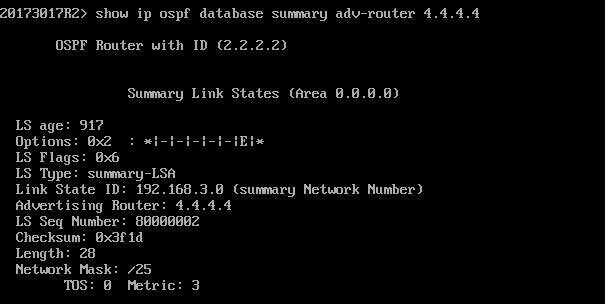 20173017R2> show ip ospf database summary adv-router 4.4.4.4
OSPF Router with ID (2.2.2.2)
Summary Link States (Area 0.0.0.0)
LS age: 917
Options: 0x2 : *|-|-|-|-|-|E|*
LS Flags: 0x6
LS Type: summary-LSA
Link State ID: 192.168.3.0 (summary Network Number)
Advertising Router: 4.4.4.4
LS Seq Number: 80000002
Checksum: 0x3f1d
Length: 28
Network Mask: /25
TOS: 0 Metric: 3